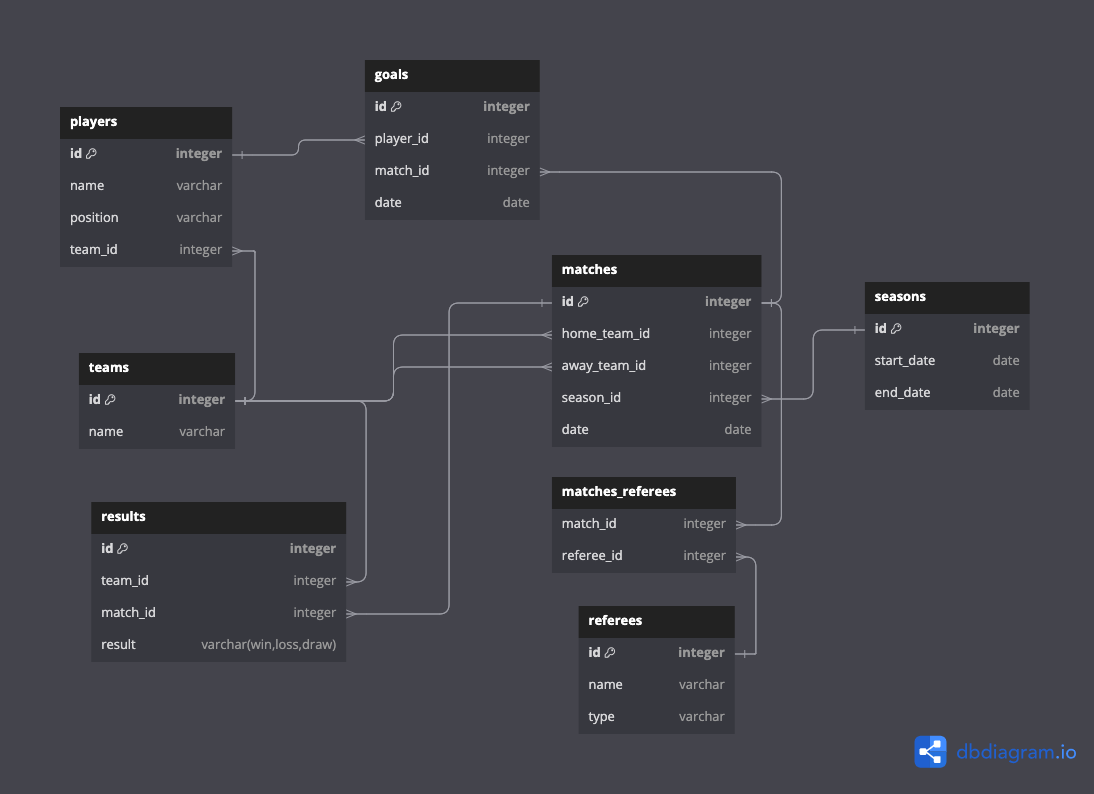 goals
id integer
player_id integer
match_id integer
date date
players
id integer
name varchar
position varchar
team_id integer
matches
id integer
home_team_id integer
away_team_id integer
season_id integer
date date
seasons
id integer
start_date date
end_date date
teams
id integer
name varchar
results
id integer
team_id integer
match_id integer
result varchar(win,loss,draw)
matches_referees
match_id integer
referee_id integer
referees
id integer
name varchar
type varchar
dbdiagram.io